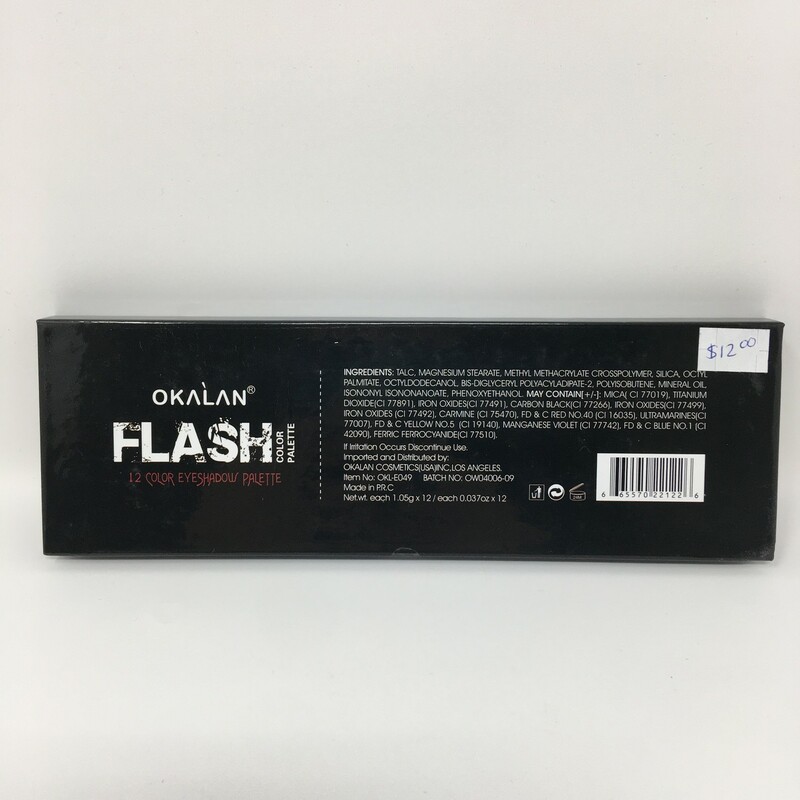 $12.00
OKALAN®
FLASH
COLOR
PALETTE
12 COLOR EYESHADOW PALETTE
INGREDIENTS: TALC, MAGNESIUM STEARATE, METHYL METHACRYLATE CROSSPOLYMER, SILICA, OCTYL
PALMITATE, OCTYLDODECANOL, BIS-DIGLYCERYL POLYACYLADIPATE-2, POLYISOBUTENE, MINERAL OIL,
ISONONYL ISONONANOATE, PHENOXYETHANOL. MAY CONTAIN[+/-]: MICA( CI 77019), TITANIUM
DIOXIDE(CI 77891), IRON OXIDES(CI 77491), CARBON BLACK(CI 77266), IRON OXIDES(CI 77499),
IRON OXIDES (CI 77492), CARMINE (CI 75470), FD & C RED NO.40 (CI 16035), ULTRAMARINES(CI
77007), FD & C YELLOW NO.5 (CI 19140), MANGANESE VIOLET (CI 77742), FD & C BLUE NO.1 (CI
42090), FERRIC FERROCYANIDE(CI 77510).
If Irritation Occurs Discontinue Use.
Imported and Distributed by:
OKALAN COSMETICS(USA)INC,LOS ANGELES.
Item No: OKL-E049 BATCH NO: OW04006-09
Made in P.R.C
Net.wt. each 1.05g x 12 / each 0.037oz x 12
6 65570 22122 6